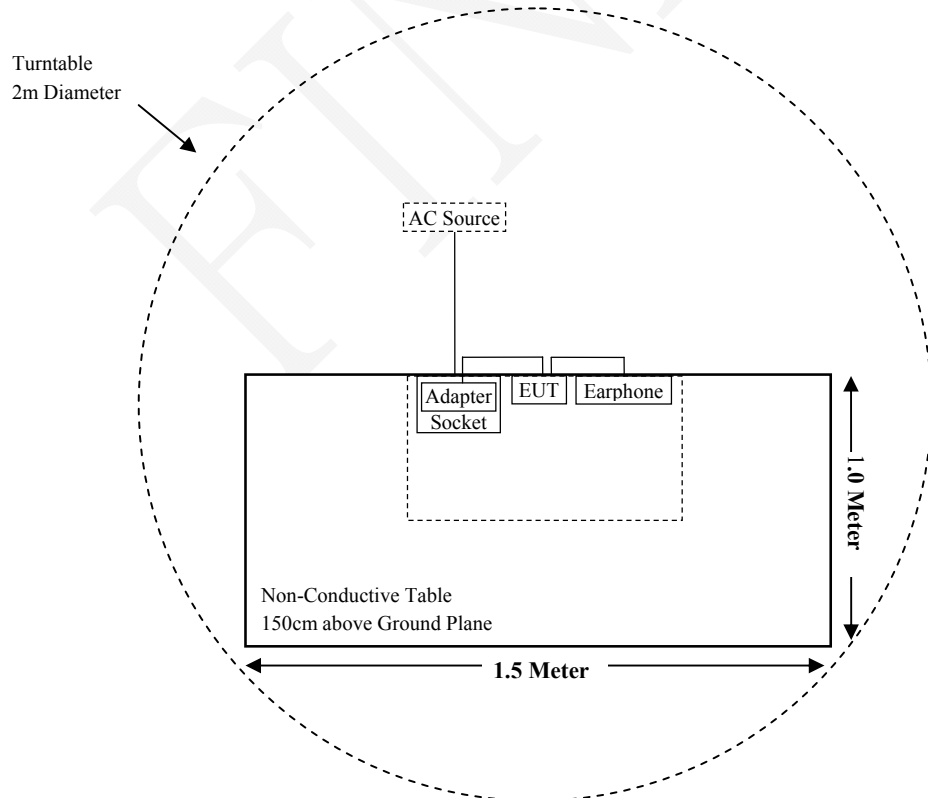 Turntable
2m Diameter
AC Source
Adapter
Socket
EUT
Earphone
1.0 Meter
Non-Conductive Table
150cm above Ground Plane
1.5 Meter